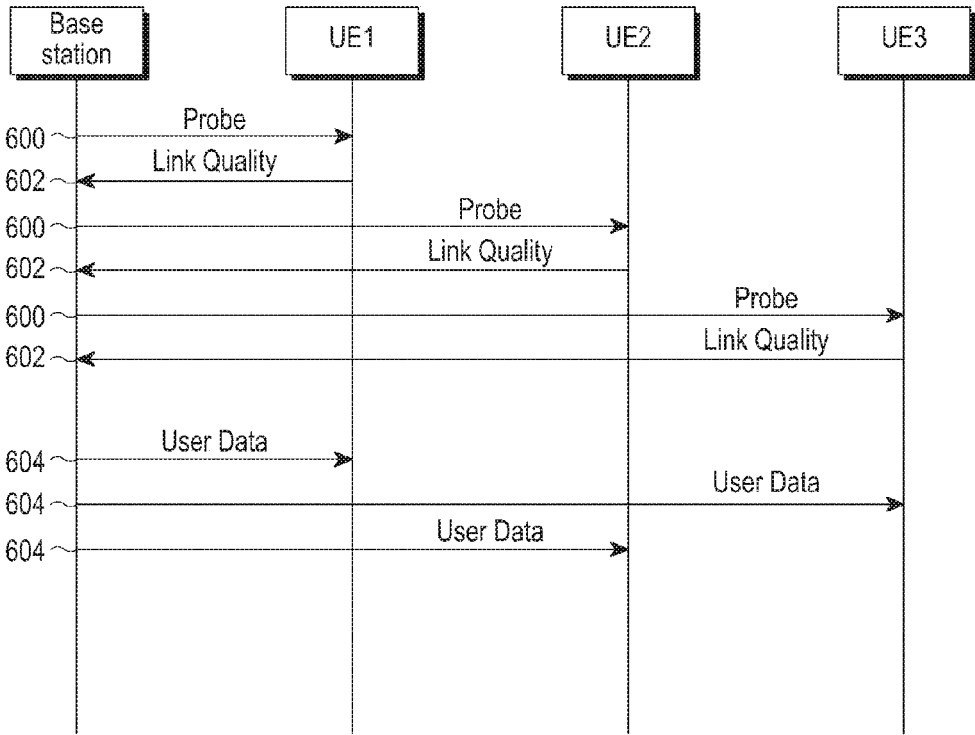 Base
station
UE1
UE2
UE3
600
Probe
602
Link Quality
600
Probe
602
Link Quality
600
Probe
602
Link Quality
604
User Data
604
User Data
604
User Data